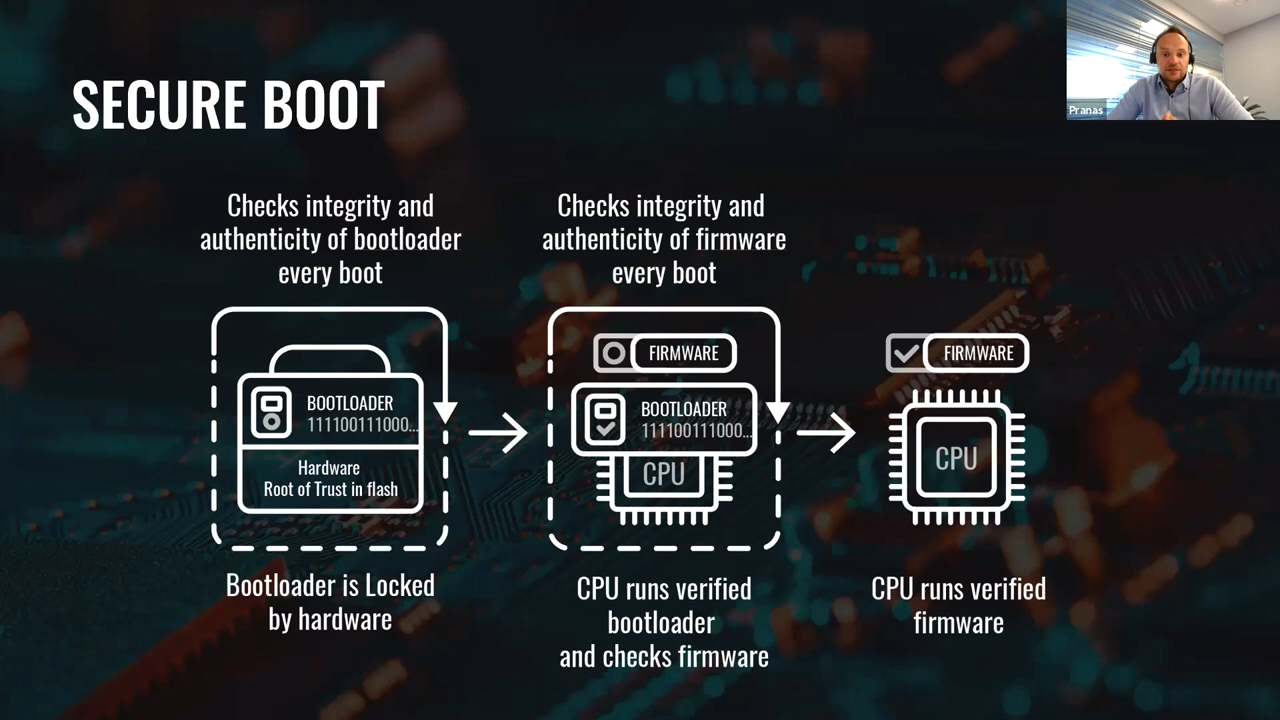 Pranas
SECURE BOOT
Checks integrity and
authenticity of bootloader
every boot
BOOTLOADER
111100111000...
Hardware
Root of Trust in flash
Bootloader is Locked
by hardware
Checks integrity and
authenticity of firmware
every boot
FIRMWARE
BOOTLOADER
111100111000...
CPU
CPU runs verified
bootloader
and checks firmware
FIRMWARE
CPU
CPU runs verified
firmware